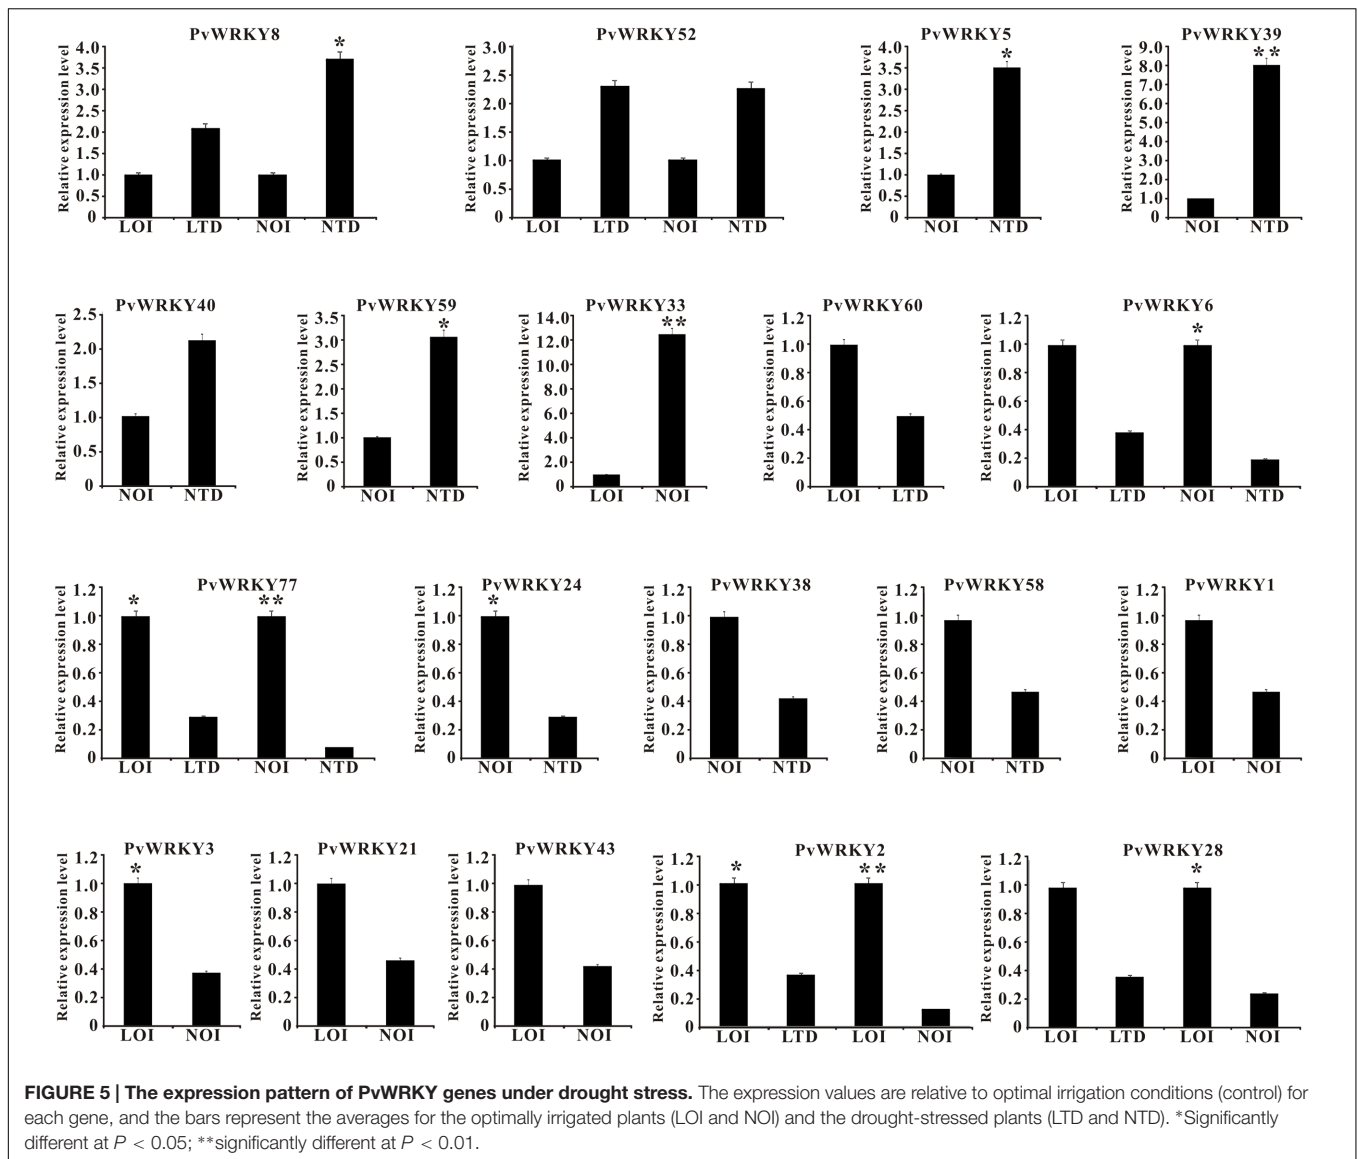 PvWRKY8
Relative expression level
4.0
3.5
3.0
2.5
2.0
1.5
1.0
0.5
0
*
LOI LTD NOI NTD
PvWRKY52
Relative expression level
3.0
2.5
2.0
1.5
1.0
0.5
0
LOI LTD NOI NTD
PvWRKY5
Relative expression level
4.0
3.5
3.0
2.5
2.0
1.5
1.0
0.5
0
*
NOI NTD
PvWRKY39
Relative expression level
9.0
8.0
7.0
6.0
5.0
4.0
3.0
2.0
1.0
0
**
NOI NTD
PvWRKY40
Relative expression level
2.5
2.0
1.5
1.0
0.5
0
NOI NTD
PvWRKY59
Relative expression level
3.5
3.0
2.5
2.0
1.5
1.0
0.5
0
*
NOI NTD
PvWRKY33
Relative expression level
14.0
12.0
10.0
8.0
6.0
4.0
2.0
0
**
LOI NOI
PvWRKY60
Relative expression level
1.2
1.0
0.8
0.6
0.4
0.2
0
LOI LTD
PvWRKY6
Relative expression level
1.2
1.0
0.8
0.6
0.4
0.2
0
*
LOI LTD NOI NTD
PvWRKY77
Relative expression level
1.2
1.0
0.8
0.6
0.4
0.2
0
* **
LOI LTD NOI NTD
PvWRKY24
Relative expression level
1.2
1.0
0.8
0.6
0.4
0.2
0
*
NOI NTD
PvWRKY38
Relative expression level
1.2
1.0
0.8
0.6
0.4
0.2
0
NOI NTD
PvWRKY58
Relative expression level
1.2
1.0
0.8
0.6
0.4
0.2
0
NOI NTD
PvWRKY1
Relative expression level
1.2
1.0
0.8
0.6
0.4
0.2
0
LOI NOI
PvWRKY3
Relative expression level
1.2
1.0
0.8
0.6
0.4
0.2
0
*
LOI NOI
PvWRKY21
Relative expression level
1.2
1.0
0.8
0.6
0.4
0.2
0
LOI NOI
PvWRKY43
Relative expression level
1.2
1.0
0.8
0.6
0.4
0.2
0
LOI NOI
PvWRKY2
Relative expression level
1.2
1.0
0.8
0.6
0.4
0.2
0
* **
LOI LTD LOI NOI
PvWRKY28
Relative expression level
1.2
1.0
0.8
0.6
0.4
0.2
0
*
LOI LTD LOI NOI
FIGURE 5 | The expression pattern of PvWRKY genes under drought stress. The expression values are relative to optimal irrigation conditions (control) for
each gene, and the bars represent the averages for the optimally irrigated plants (LOI and NOI) and the drought-stressed plants (LTD and NTD). *Significantly
different at P < 0.05; **significantly different at P < 0.01.